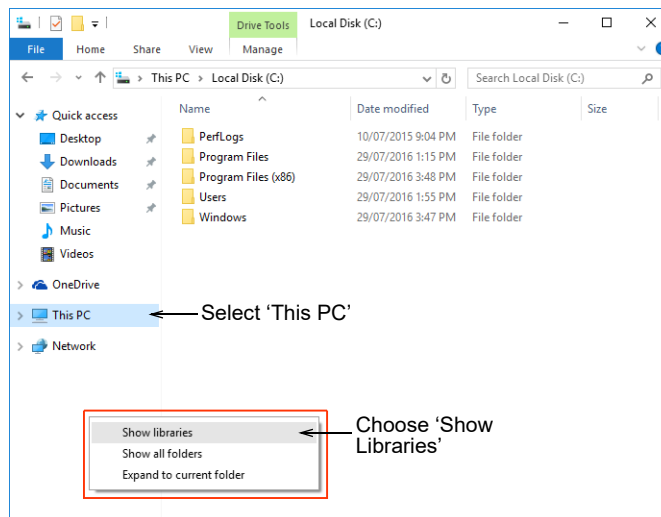 Drive Tools
Local Disk (C:)
File
Home
Share
View
Manage
This PC > Local Disk (C:)
Search Local Disk (C:)
Name
Date modified
Type
Size
Quick access
Desktop
Downloads
Documents
Pictures
Music
Videos
OneDrive
This PC
Network
PerfLogs 10/07/2015 9:04 PM File folder
Program Files 29/07/2016 1:15 PM File folder
Program Files (x86) 29/07/2016 3:48 PM File folder
Users 29/07/2016 1:55 PM File folder
Windows 29/07/2016 3:47 PM File folder
Select ‘This PC’
Show libraries
Show all folders
Expand to current folder
Choose ‘Show
Libraries’